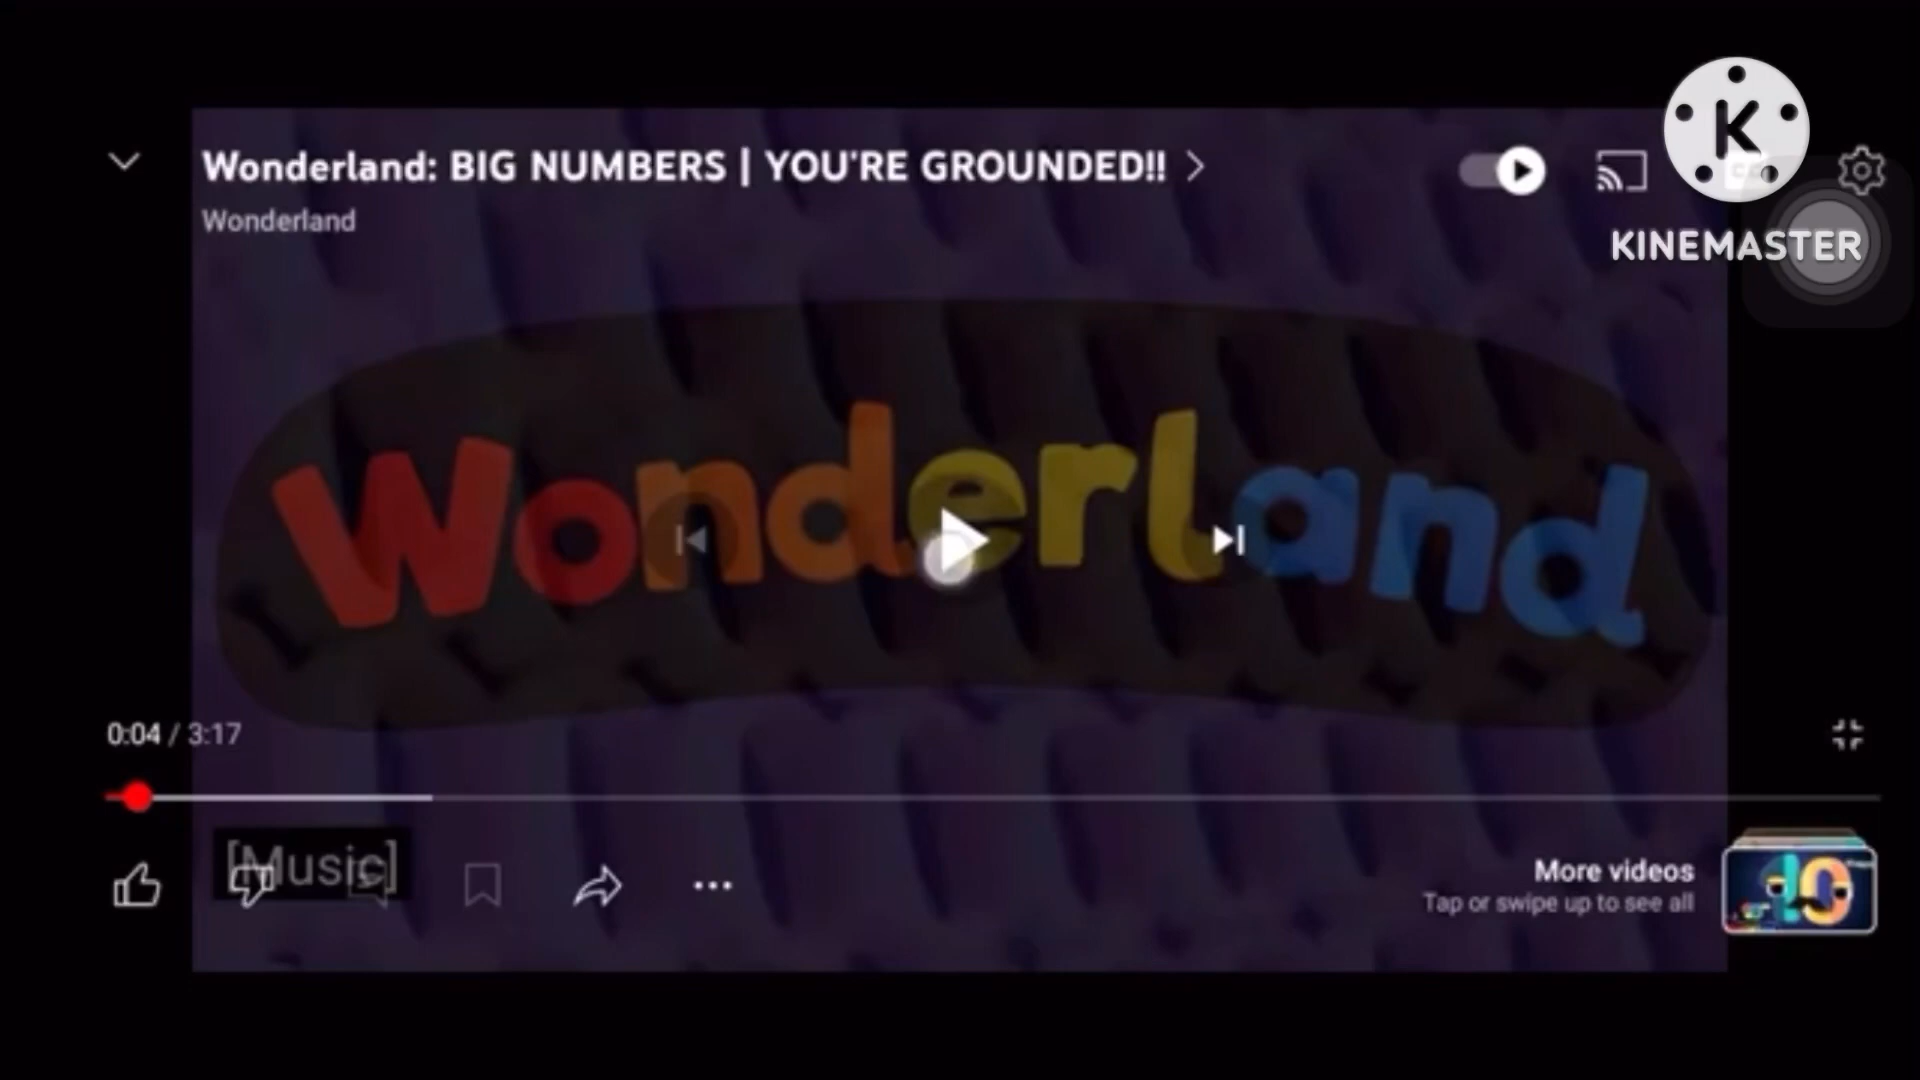 Wonderland: BIG NUMBERS | YOU'RE GROUNDED!!
Wonderland
K
KINEMASTER
Wonderland
0:04 / 3:17
[Music]
More videos
Tap or swipe up to see all
10